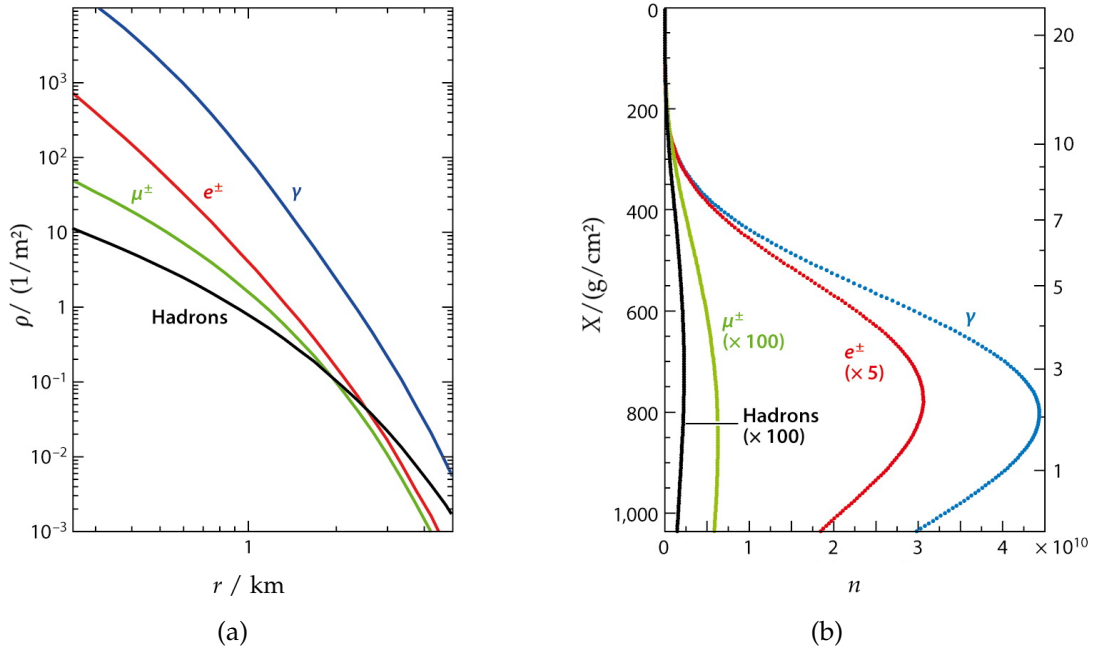 10³
10²
10
1
10⁻¹
10⁻²
10⁻³
ρ/ (1/m²)
μ±
e±
γ
Hadrons
1
r / km
(a)
0
200
400
600
800
1,000
X/(g/cm²)
20
10
7
5
3
1
γ
μ±
(× 100)
e±
(× 5)
Hadrons
(× 100)
0
1
2
3
4
× 10¹⁰
n
(b)